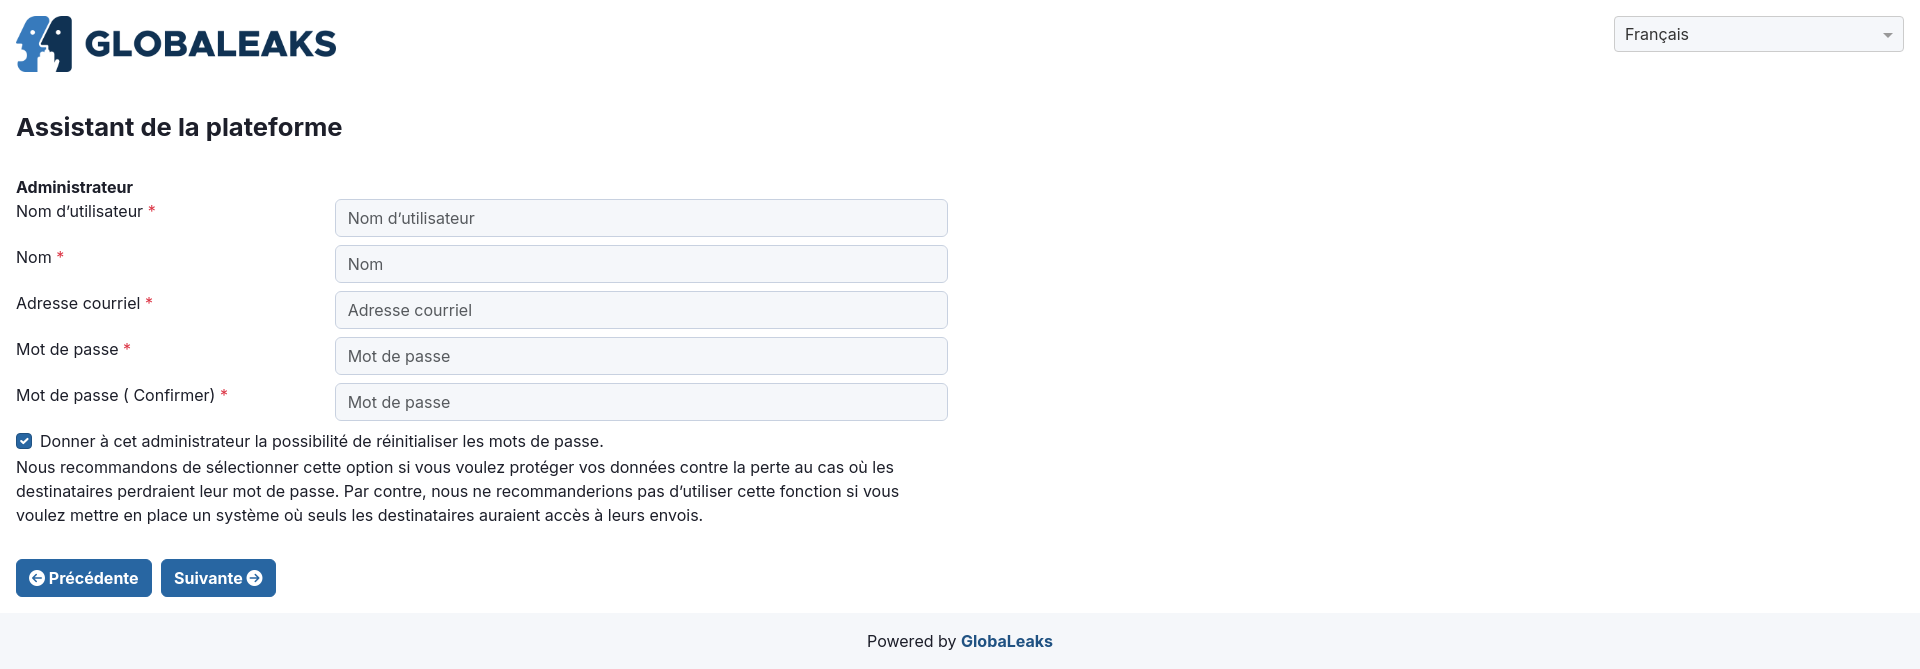 GLOBALEAKS
Français
Assistant de la plateforme
Administrateur
Nom d’utilisateur *
Nom d’utilisateur
Nom *
Nom
Adresse courriel *
Adresse courriel
Mot de passe *
Mot de passe
Mot de passe ( Confirmer) *
Mot de passe
Donner à cet administrateur la possibilité de réinitialiser les mots de passe.
Nous recommandons de sélectionner cette option si vous voulez protéger vos données contre la perte au cas où les
destinataires perdraient leur mot de passe. Par contre, nous ne recommanderions pas d’utiliser cette fonction si vous
voulez mettre en place un système où seuls les destinataires auraient accès à leurs envois.
Précédente
Suivante
Powered by GlobaLeaks